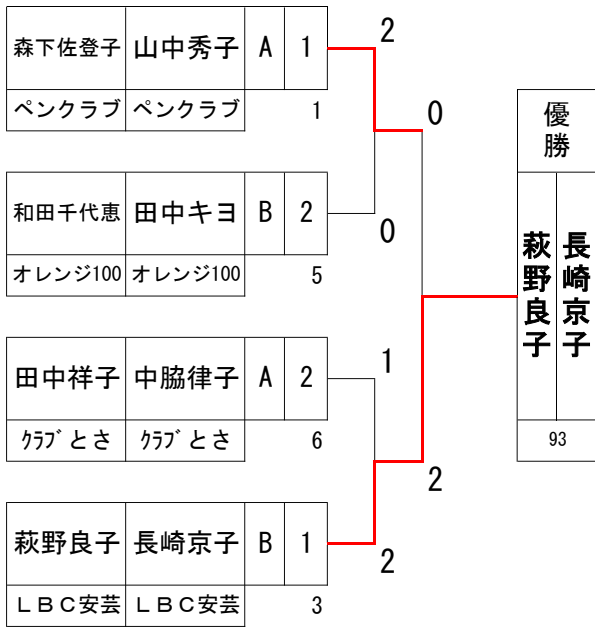 森下佐登子 山中秀子 A 1
ペンクラブ ペンクラブ 1
2
0
和田千代恵 田中キヨ B 2
オレンジ100 オレンジ100 5
0
田中祥子 中脇律子 A 2
ｸﾗﾌﾞとさ ｸﾗﾌﾞとさ 6
1
2
萩野良子 長崎京子 B 1
ＬＢＣ安芸 ＬＢＣ安芸 3
2
優勝
萩野良子
長崎京子
93